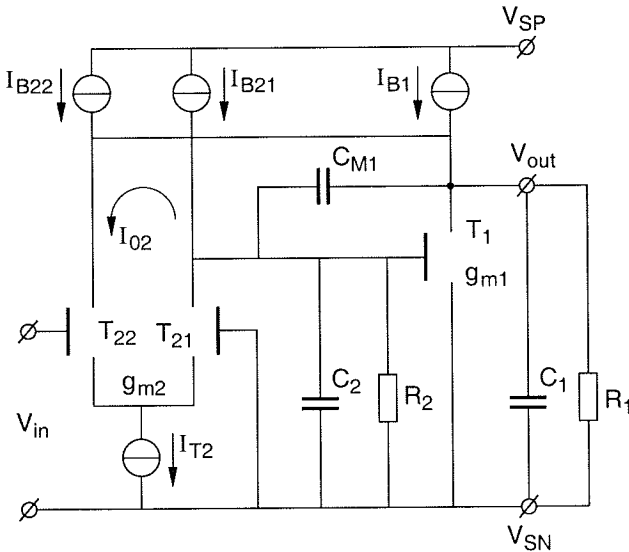 V_SP
I_B22
I_B21
I_B1
C_M1
V_out
I_02
T_1
g_m1
T_22
T_21
g_m2
C_2
R_2
C_1
R_1
V_in
I_T2
V_SN